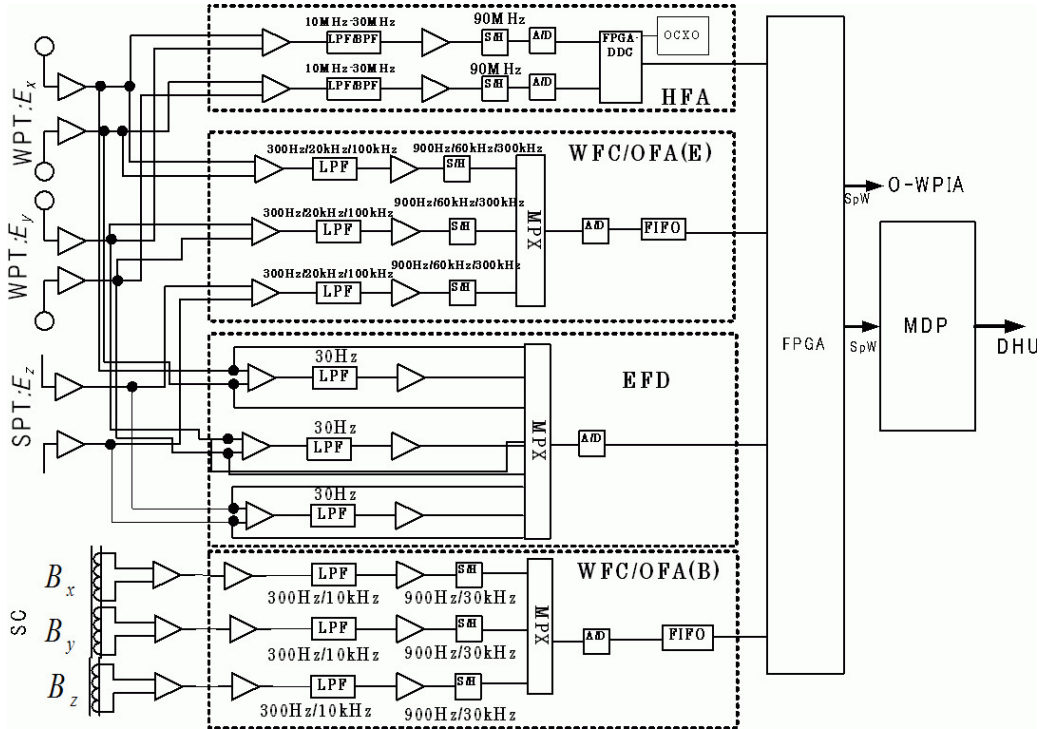 WPT:Ex
WPT:Ey
SPT:Ez
SC
Bx
By
Bz
10MHz-30MHz
LPF/BPF
90MHz
S/H
A/D
FPGA-
DDC
OCXO
10MHz-30MHz
LPF/BPF
90MHz
S/H
A/D
HFA
WFC/OFA(E)
300Hz/20kHz/100kHz
LPF
900Hz/60kHz/300kHz
S/H
300Hz/20kHz/100kHz
LPF
900Hz/60kHz/300kHz
S/H
300Hz/20kHz/100kHz
LPF
900Hz/60kHz/300kHz
S/H
MPX
A/D
FIFO
EFD
30Hz
LPF
30Hz
LPF
30Hz
LPF
MPX
A/D
WFC/OFA(B)
LPF
300Hz/10kHz
S/H
900Hz/30kHz
LPF
300Hz/10kHz
S/H
900Hz/30kHz
LPF
300Hz/10kHz
S/H
900Hz/30kHz
MPX
A/D
FIFO
FPGA
SpW
O-WPIA
SpW
MDP
DHU